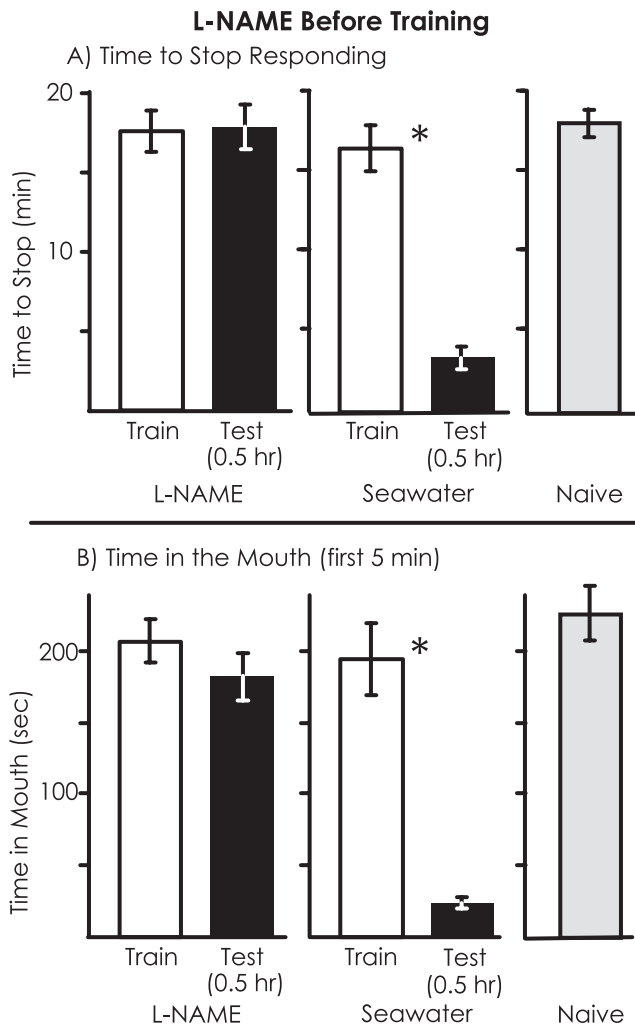 L-NAME Before Training
A) Time to Stop Responding
20
10
Time to Stop (min)
*
Train Test Train Test
(0.5 hr) (0.5 hr)
L-NAME Seawater Naive
B) Time in the Mouth (first 5 min)
200
100
Time in Mouth (sec)
*
Train Test Train Test
(0.5 hr) (0.5 hr)
L-NAME Seawater Naive